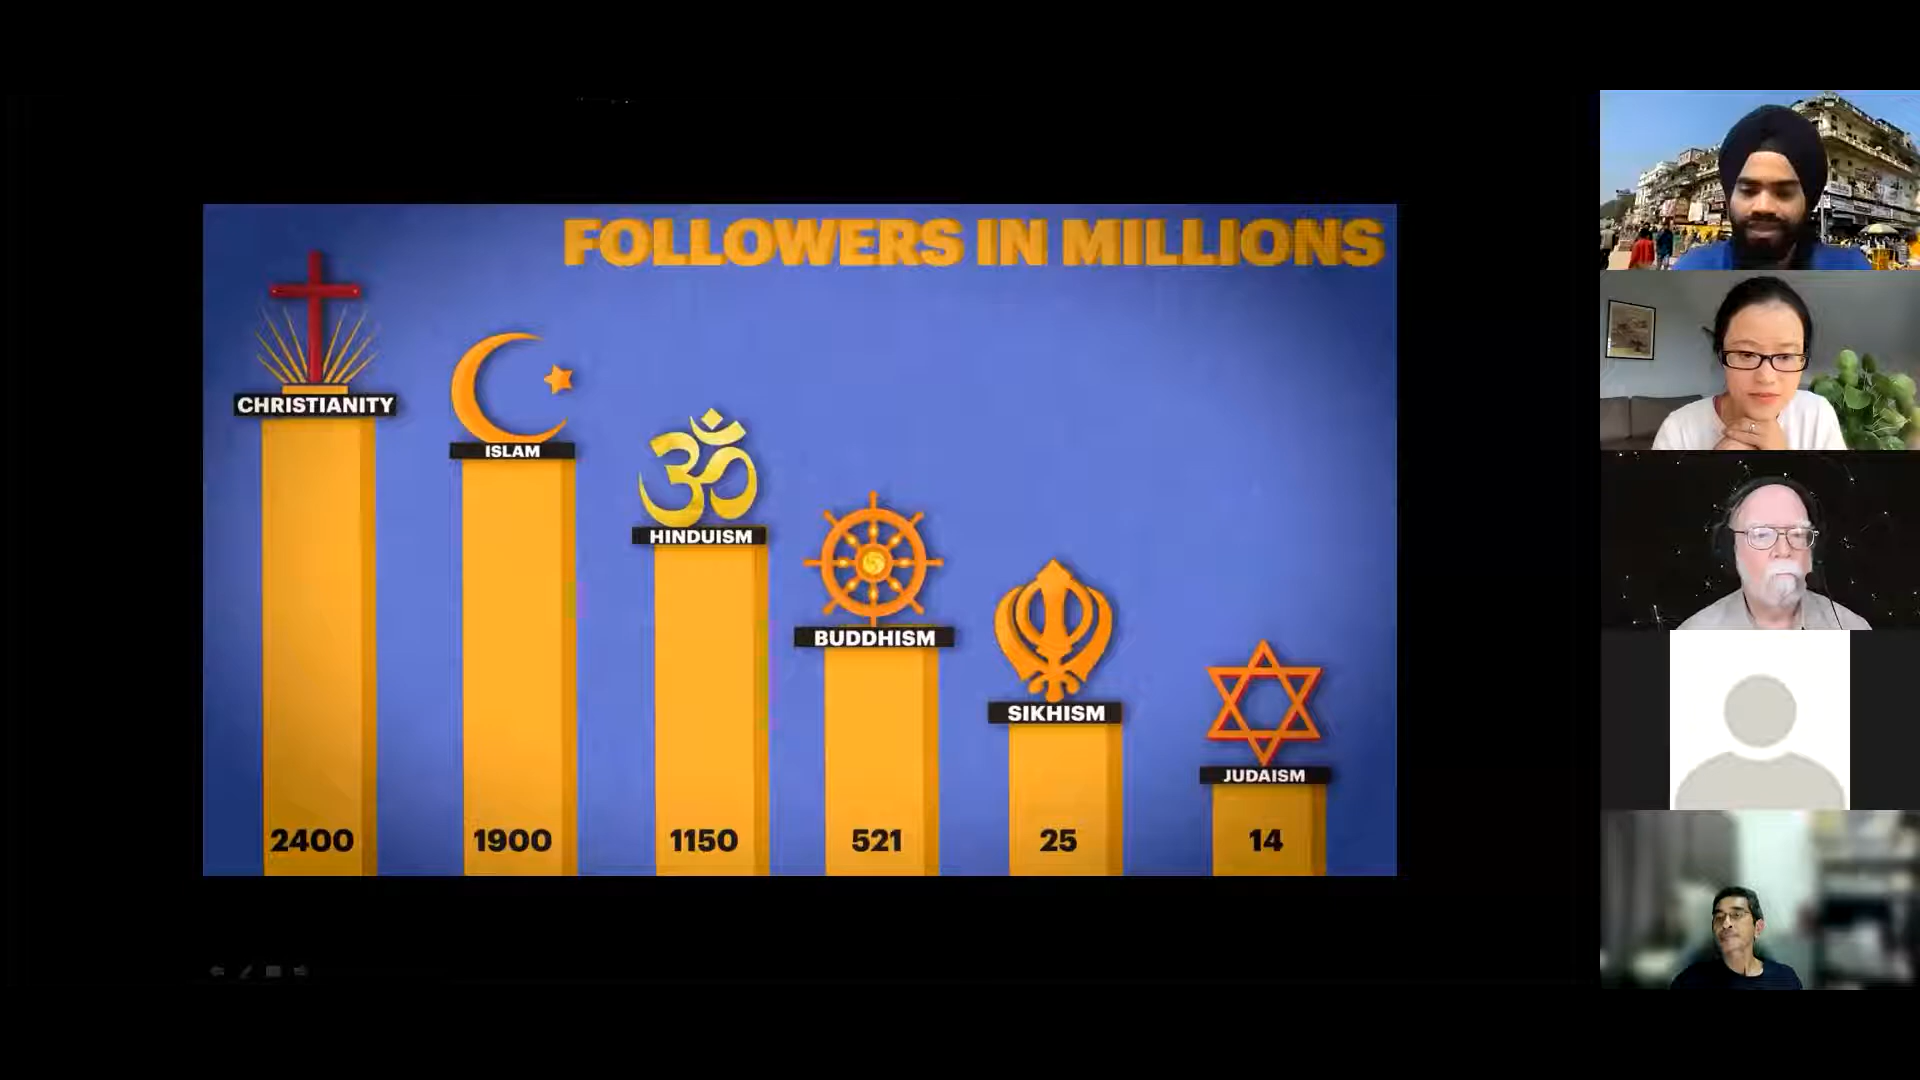 FOLLOWERS IN MILLIONS
CHRISTIANITY
ISLAM
HINDUISM
BUDDHISM
SIKHISM
JUDAISM
2400
1900
1150
521
25
14